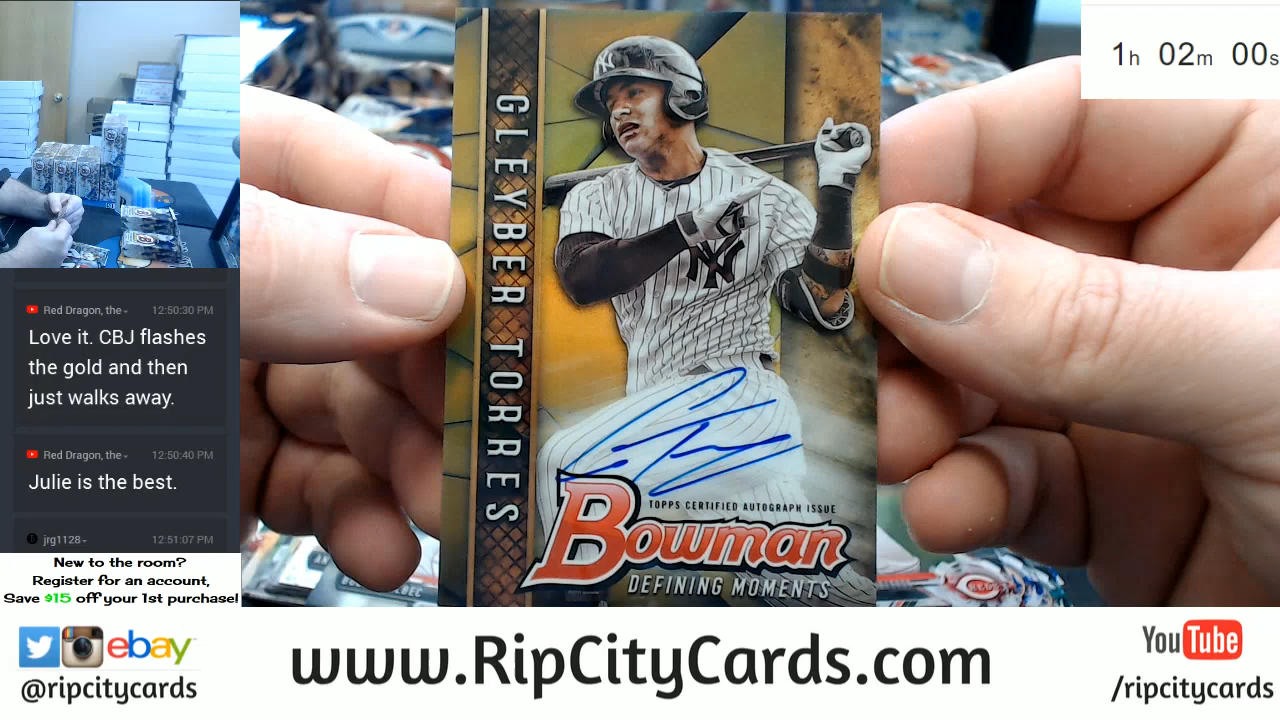 1h 02m 00s
GLEYBER TORRES
NY
TOPPS CERTIFIED AUTOGRAPH ISSUE
Bowman
DEFINING MOMENTS
Red Dragon, the 12:50:30 PM
Love it. CBJ flashes
the gold and then
just walks away.
Red Dragon, the 12:50:40 PM
Julie is the best.
jrg1128 12:51:07 PM
New to the room?
Register for an account,
Save $15 off your 1st purchase!
ebay
@ripcitycards
www.RipCityCards.com
YouTube
/ripcitycards